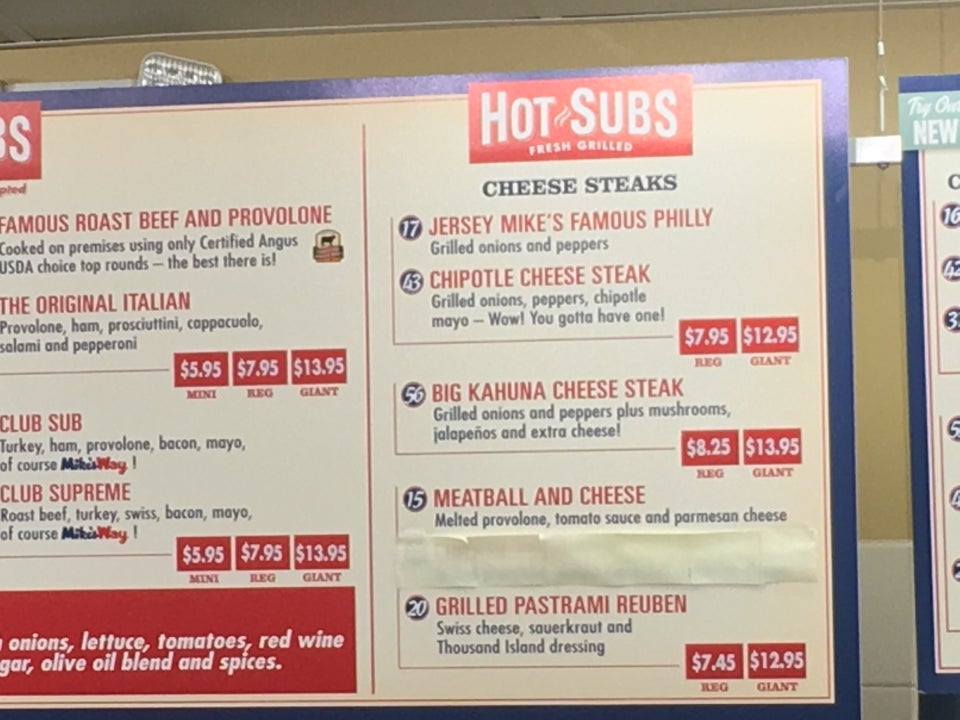 BS
pted
FAMOUS ROAST BEEF AND PROVOLONE
Cooked on premises using only Certified Angus
USDA choice top rounds – the best there is!
THE ORIGINAL ITALIAN
Provolone, ham, prosciuttini, cappacuolo,
salami and pepperoni
$5.95 $7.95 $13.95
MINI REG GIANT
CLUB SUB
Turkey, ham, provolone, bacon, mayo,
of course Mike's Way !
CLUB SUPREME
Roast beef, turkey, swiss, bacon, mayo,
of course Mike's Way !
$5.95 $7.95 $13.95
MINI REG GIANT
onions, lettuce, tomatoes, red wine
gar, olive oil blend and spices.
HOT SUBS
FRESH GRILLED
CHEESE STEAKS
17 JERSEY MIKE'S FAMOUS PHILLY
Grilled onions and peppers
43 CHIPOTLE CHEESE STEAK
Grilled onions, peppers, chipotle
mayo – Wow! You gotta have one!
$7.95 $12.95
REG GIANT
56 BIG KAHUNA CHEESE STEAK
Grilled onions and peppers plus mushrooms,
jalapeños and extra cheese!
$8.25 $13.95
REG GIANT
15 MEATBALL AND CHEESE
Melted provolone, tomato sauce and parmesan cheese
20 GRILLED PASTRAMI REUBEN
Swiss cheese, sauerkraut and
Thousand Island dressing
$7.45 $12.95
REG GIANT
Try Our
NEW
C
16
42